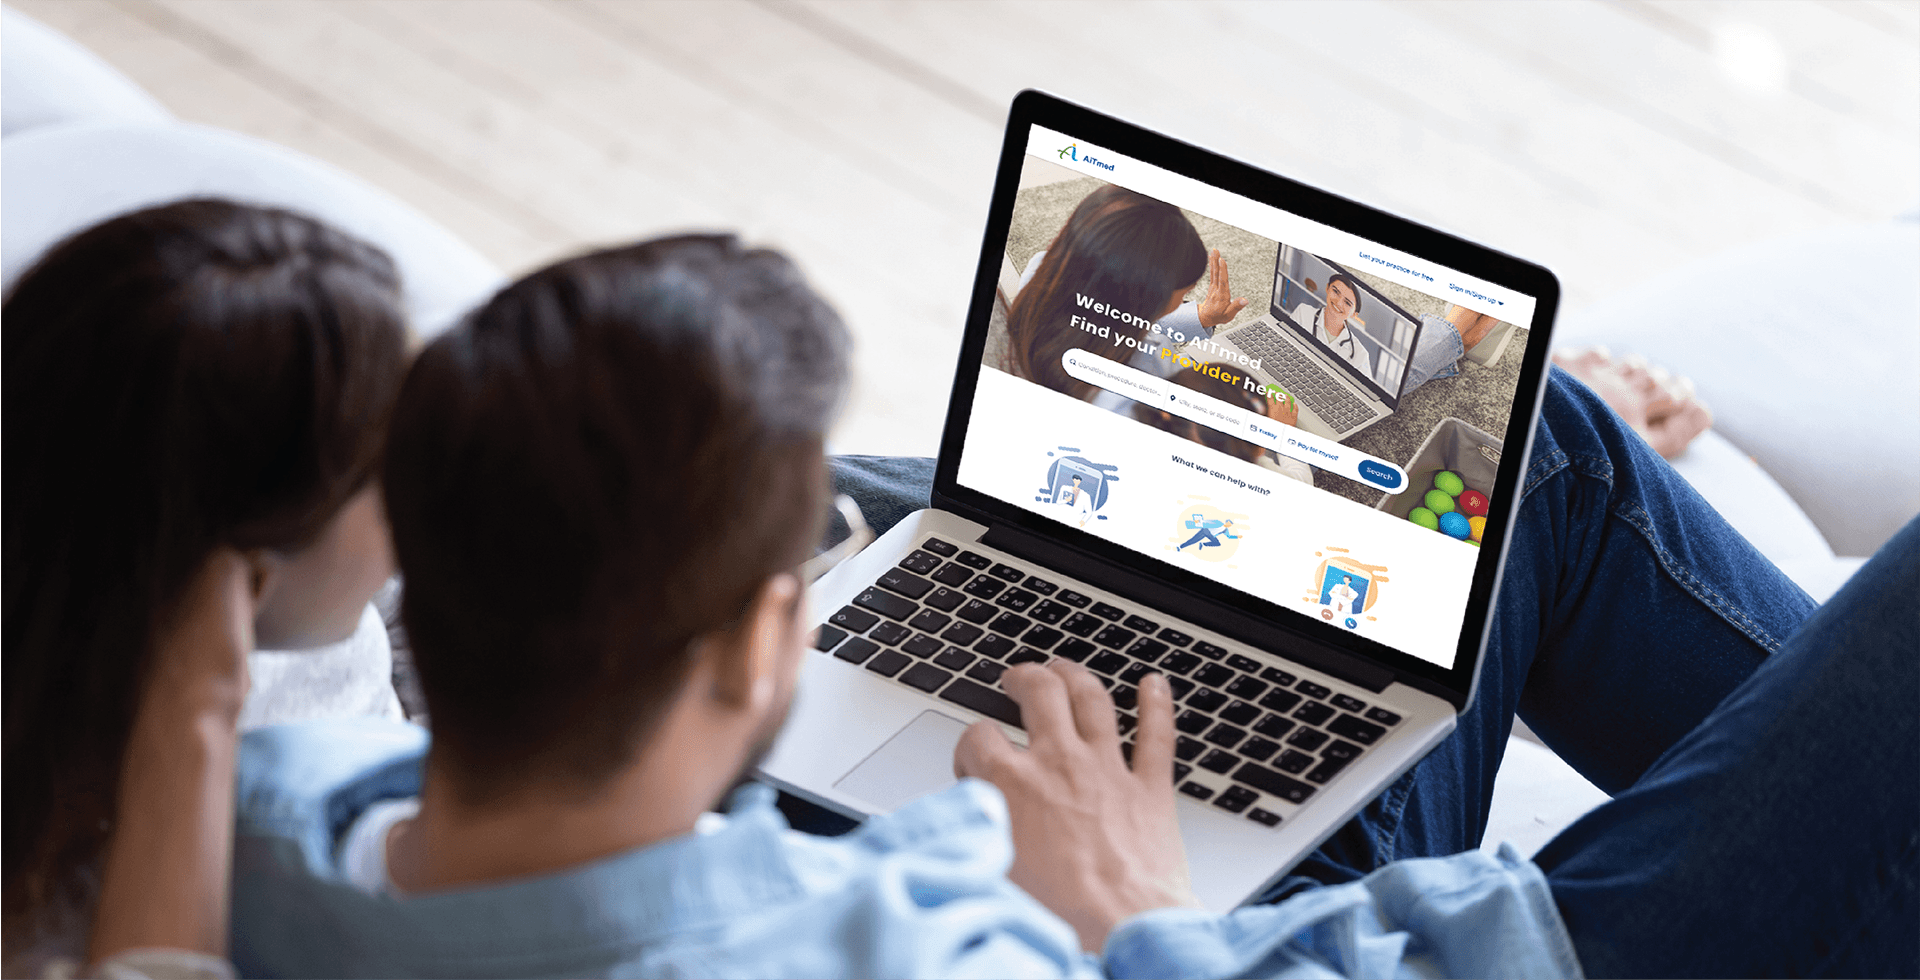 AiTmed
List your practice for free
Sign in/Sign up
Welcome to AiTmed
Find your Provider here
Condition, procedure, doctor...
City, state, or zip code
Today
Pay for myself
Search
What we can help with?